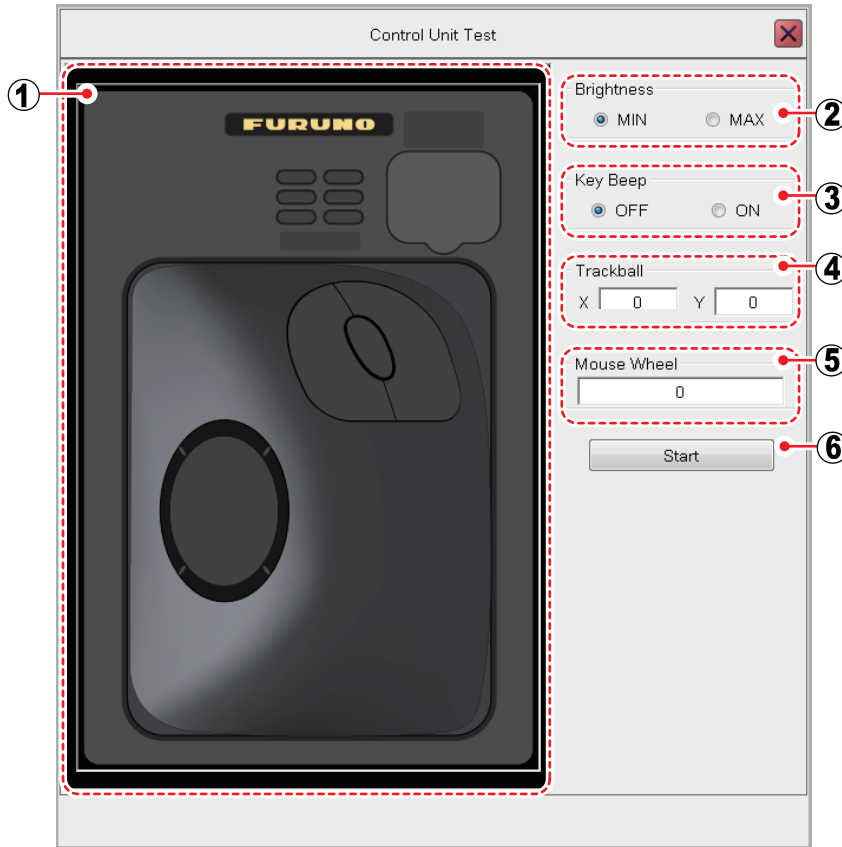 Control Unit Test
1
FURUNO
Brightness
MIN MAX
2
Key Beep
OFF ON
3
Trackball
X 0 Y 0
4
Mouse Wheel
0
5
Start
6